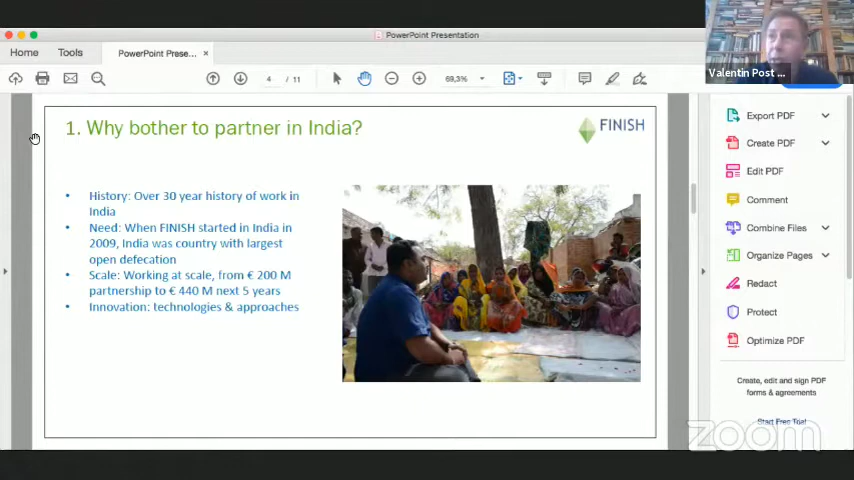 PowerPoint Presentation
Home
Tools
PowerPoint Prese...
×
4 / 11
69,3%
Valentin Post ...
1. Why bother to partner in India?
FINISH
• History: Over 30 year history of work in
India
• Need: When FINISH started in India in
2009, India was country with largest
open defecation
• Scale: Working at scale, from € 200 M
partnership to € 440 M next 5 years
• Innovation: technologies & approaches
Export PDF
Create PDF
Edit PDF
Comment
Combine Files
Organize Pages
Redact
Protect
Optimize PDF
Create, edit and sign PDF
forms & agreements
Start Free Trial
zoom